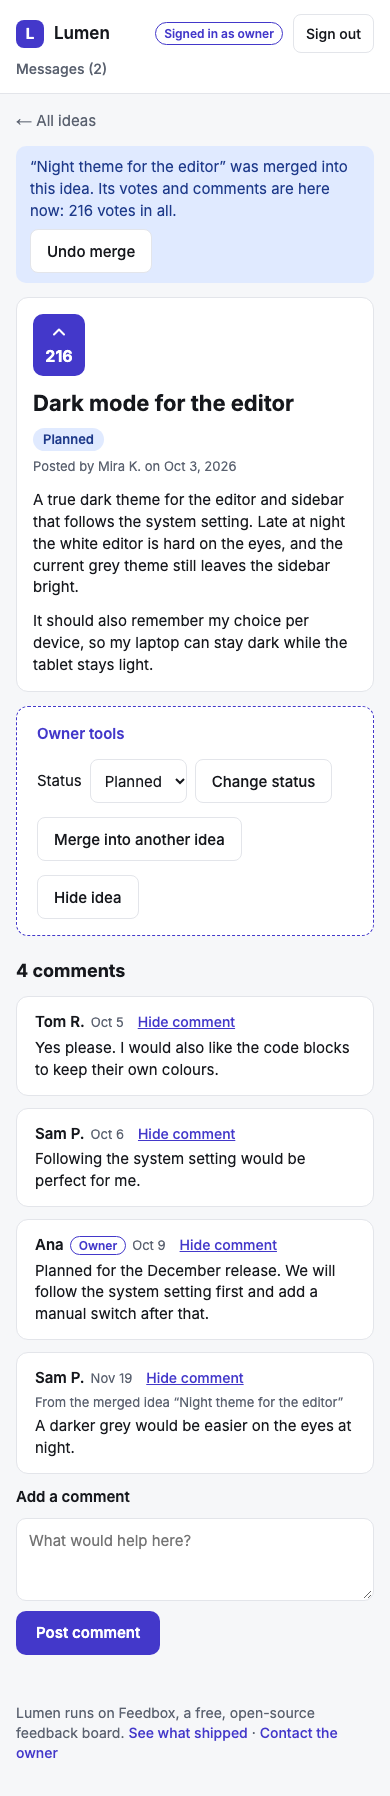 L Lumen Signed in as owner Sign out
Messages (2)
← All ideas
“Night theme for the editor” was merged into
this idea. Its votes and comments are here
now: 216 votes in all.
Undo merge
216
Dark mode for the editor
Planned
Posted by Mira K. on Oct 3, 2026
A true dark theme for the editor and sidebar
that follows the system setting. Late at night
the white editor is hard on the eyes, and the
current grey theme still leaves the sidebar
bright.
It should also remember my choice per
device, so my laptop can stay dark while the
tablet stays light.
Owner tools
Status Planned Change status
Merge into another idea
Hide idea
4 comments
Tom R. Oct 5 Hide comment
Yes please. I would also like the code blocks
to keep their own colours.
Sam P. Oct 6 Hide comment
Following the system setting would be
perfect for me.
Ana Owner Oct 9 Hide comment
Planned for the December release. We will
follow the system setting first and add a
manual switch after that.
Sam P. Nov 19 Hide comment
From the merged idea “Night theme for the editor”
A darker grey would be easier on the eyes at
night.
Add a comment
What would help here?
Post comment
Lumen runs on Feedbox, a free, open-source
feedback board. See what shipped · Contact the
owner